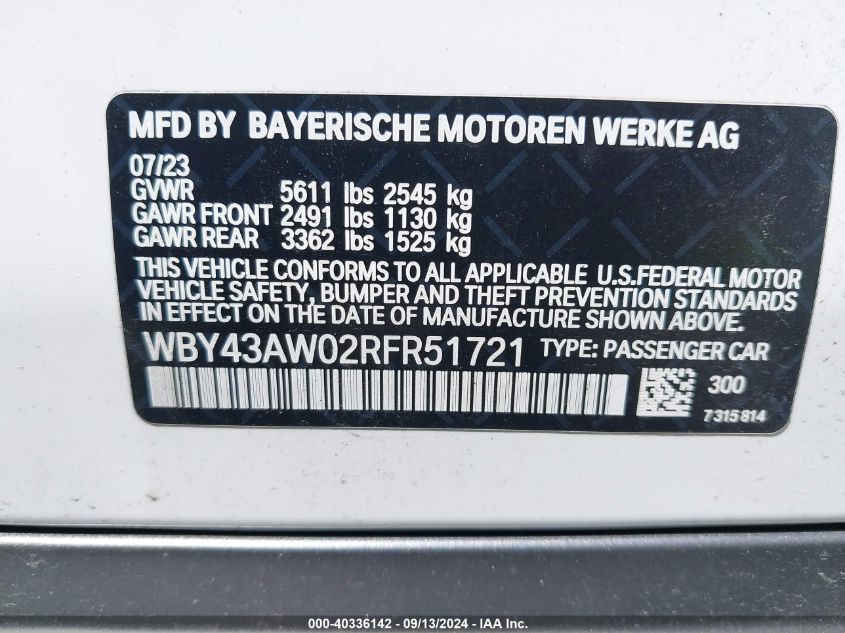 MFD BY BAYERISCHE MOTOREN WERKE AG
07/23
GVWR 5611 lbs 2545 kg
GAWR FRONT 2491 lbs 1130 kg
GAWR REAR 3362 lbs 1525 kg
THIS VEHICLE CONFORMS TO ALL APPLICABLE U.S.FEDERAL MOTOR
VEHICLE SAFETY, BUMPER AND THEFT PREVENTION STANDARDS
IN EFFECT ON THE DATE OF MANUFACTURE SHOWN ABOVE.
WBY43AW02RFR51721 TYPE: PASSENGER CAR
300
7315814
000-40336142 - 09/13/2024 - IAA Inc.